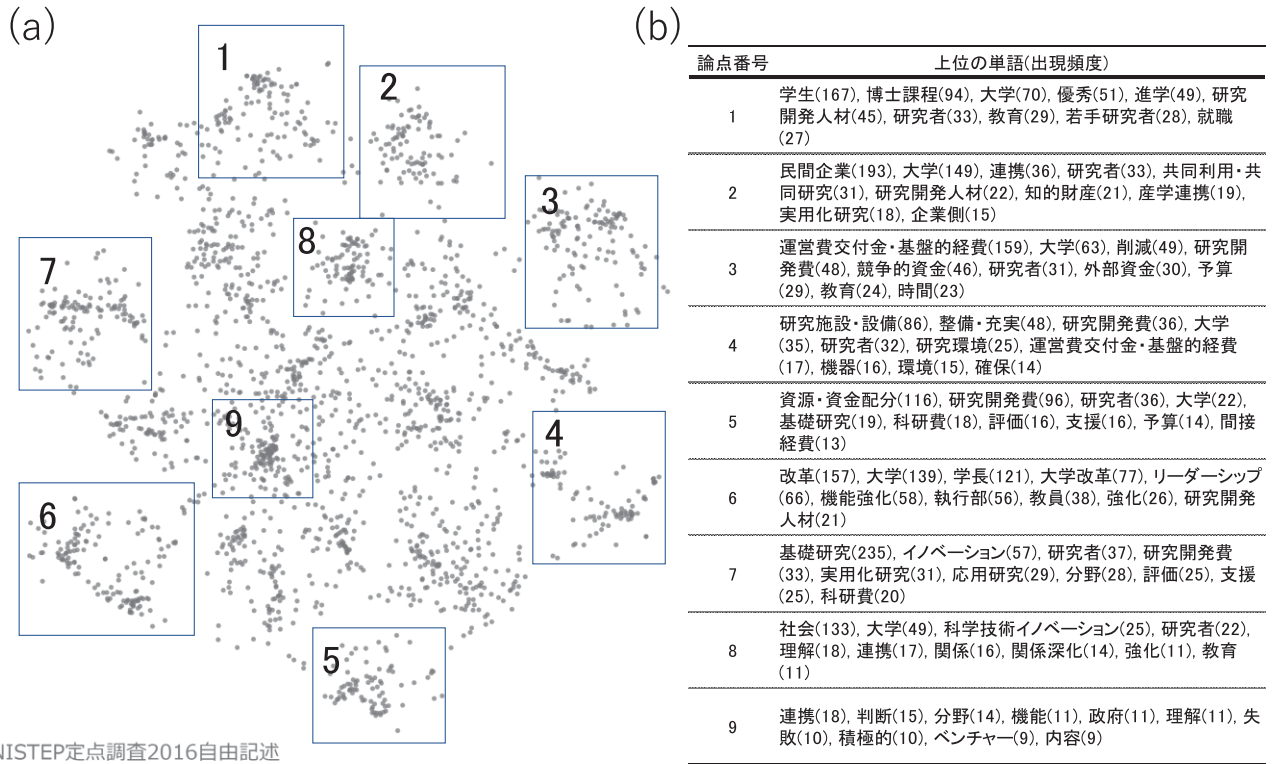 (a)
1
2
3
8
7
9
4
6
5
NISTEP定点調査2016自由記述
(b)
論点番号 上位の単語(出現頻度)
1 学生(167), 博士課程(94), 大学(70), 優秀(51), 進学(49), 研究
開発人材(45), 研究者(33), 教育(29), 若手研究者(28), 就職
(27)
2 民間企業(193), 大学(149), 連携(36), 研究者(33), 共同利用・共
同研究(31), 研究開発人材(22), 知的財産(21), 産学連携(19),
実用化研究(18), 企業側(15)
3 運営費交付金・基盤的経費(159), 大学(63), 削減(49), 研究開
発費(48), 競争的資金(46), 研究者(31), 外部資金(30), 予算
(29), 教育(24), 時間(23)
4 研究施設・設備(86), 整備・充実(48), 研究開発費(36), 大学
(35), 研究者(32), 研究環境(25), 運営費交付金・基盤的経費
(17), 機器(16), 環境(15), 確保(14)
5 資源・資金配分(116), 研究開発費(96), 研究者(36), 大学(22),
基礎研究(19), 科研費(18), 評価(16), 支援(16), 予算(14), 間接
経費(13)
6 改革(157), 大学(139), 学長(121), 大学改革(77), リーダーシップ
(66), 機能強化(58), 執行部(56), 教員(38), 強化(26), 研究開発
人材(21)
7 基礎研究(235), イノベーション(57), 研究者(37), 研究開発費
(33), 実用化研究(31), 応用研究(29), 分野(28), 評価(25), 支援
(25), 科研費(20)
8 社会(133), 大学(49), 科学技術イノベーション(25), 研究者(22),
理解(18), 連携(17), 関係(16), 関係深化(14), 強化(11), 教育
(11)
9 連携(18), 判断(15), 分野(14), 機能(11), 政府(11), 理解(11), 失
敗(10), 積極的(10), ベンチャー(9), 内容(9)